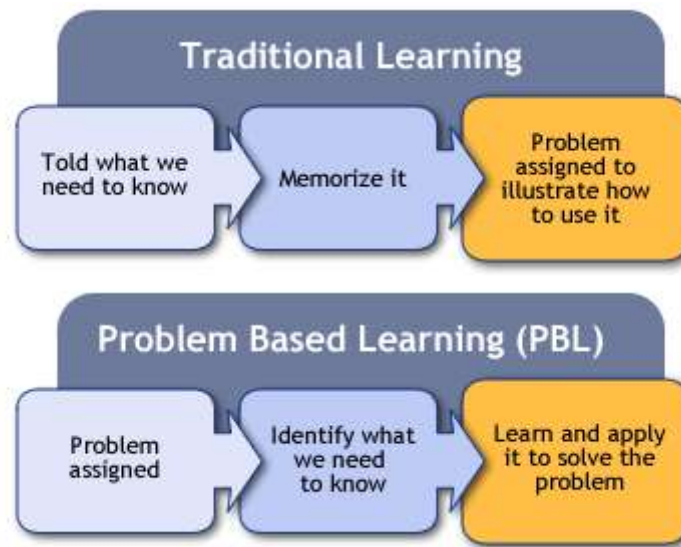 Traditional Learning
Told what we
need to know
Memorize it
Problem
assigned to
illustrate how
to use it
Problem Based Learning (PBL)
Problem
assigned
Identify what
we need
to know
Learn and apply
it to solve the
problem